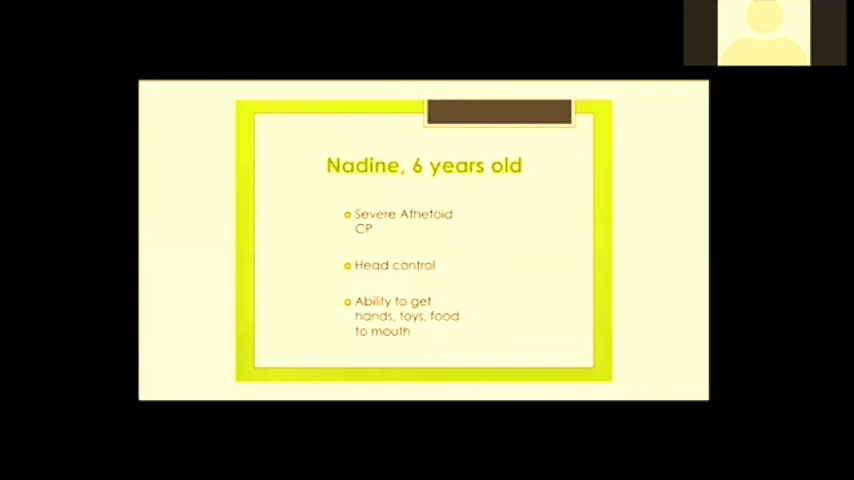 Nadine, 6 years old
Severe Athetoid
CP
Head control
Ability to get
hands, toys, food
to mouth